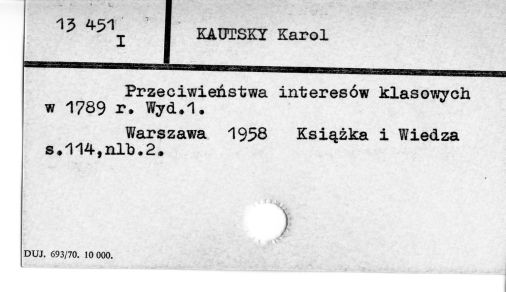 13 451
I
KAUTSKY Karol
Przeciwieństwa interesów klasowych
w 1789 r. Wyd.1.
Warszawa 1958 Książka i Wiedza
s.114,nlb.2.
DUJ. 693/70. 10 000.